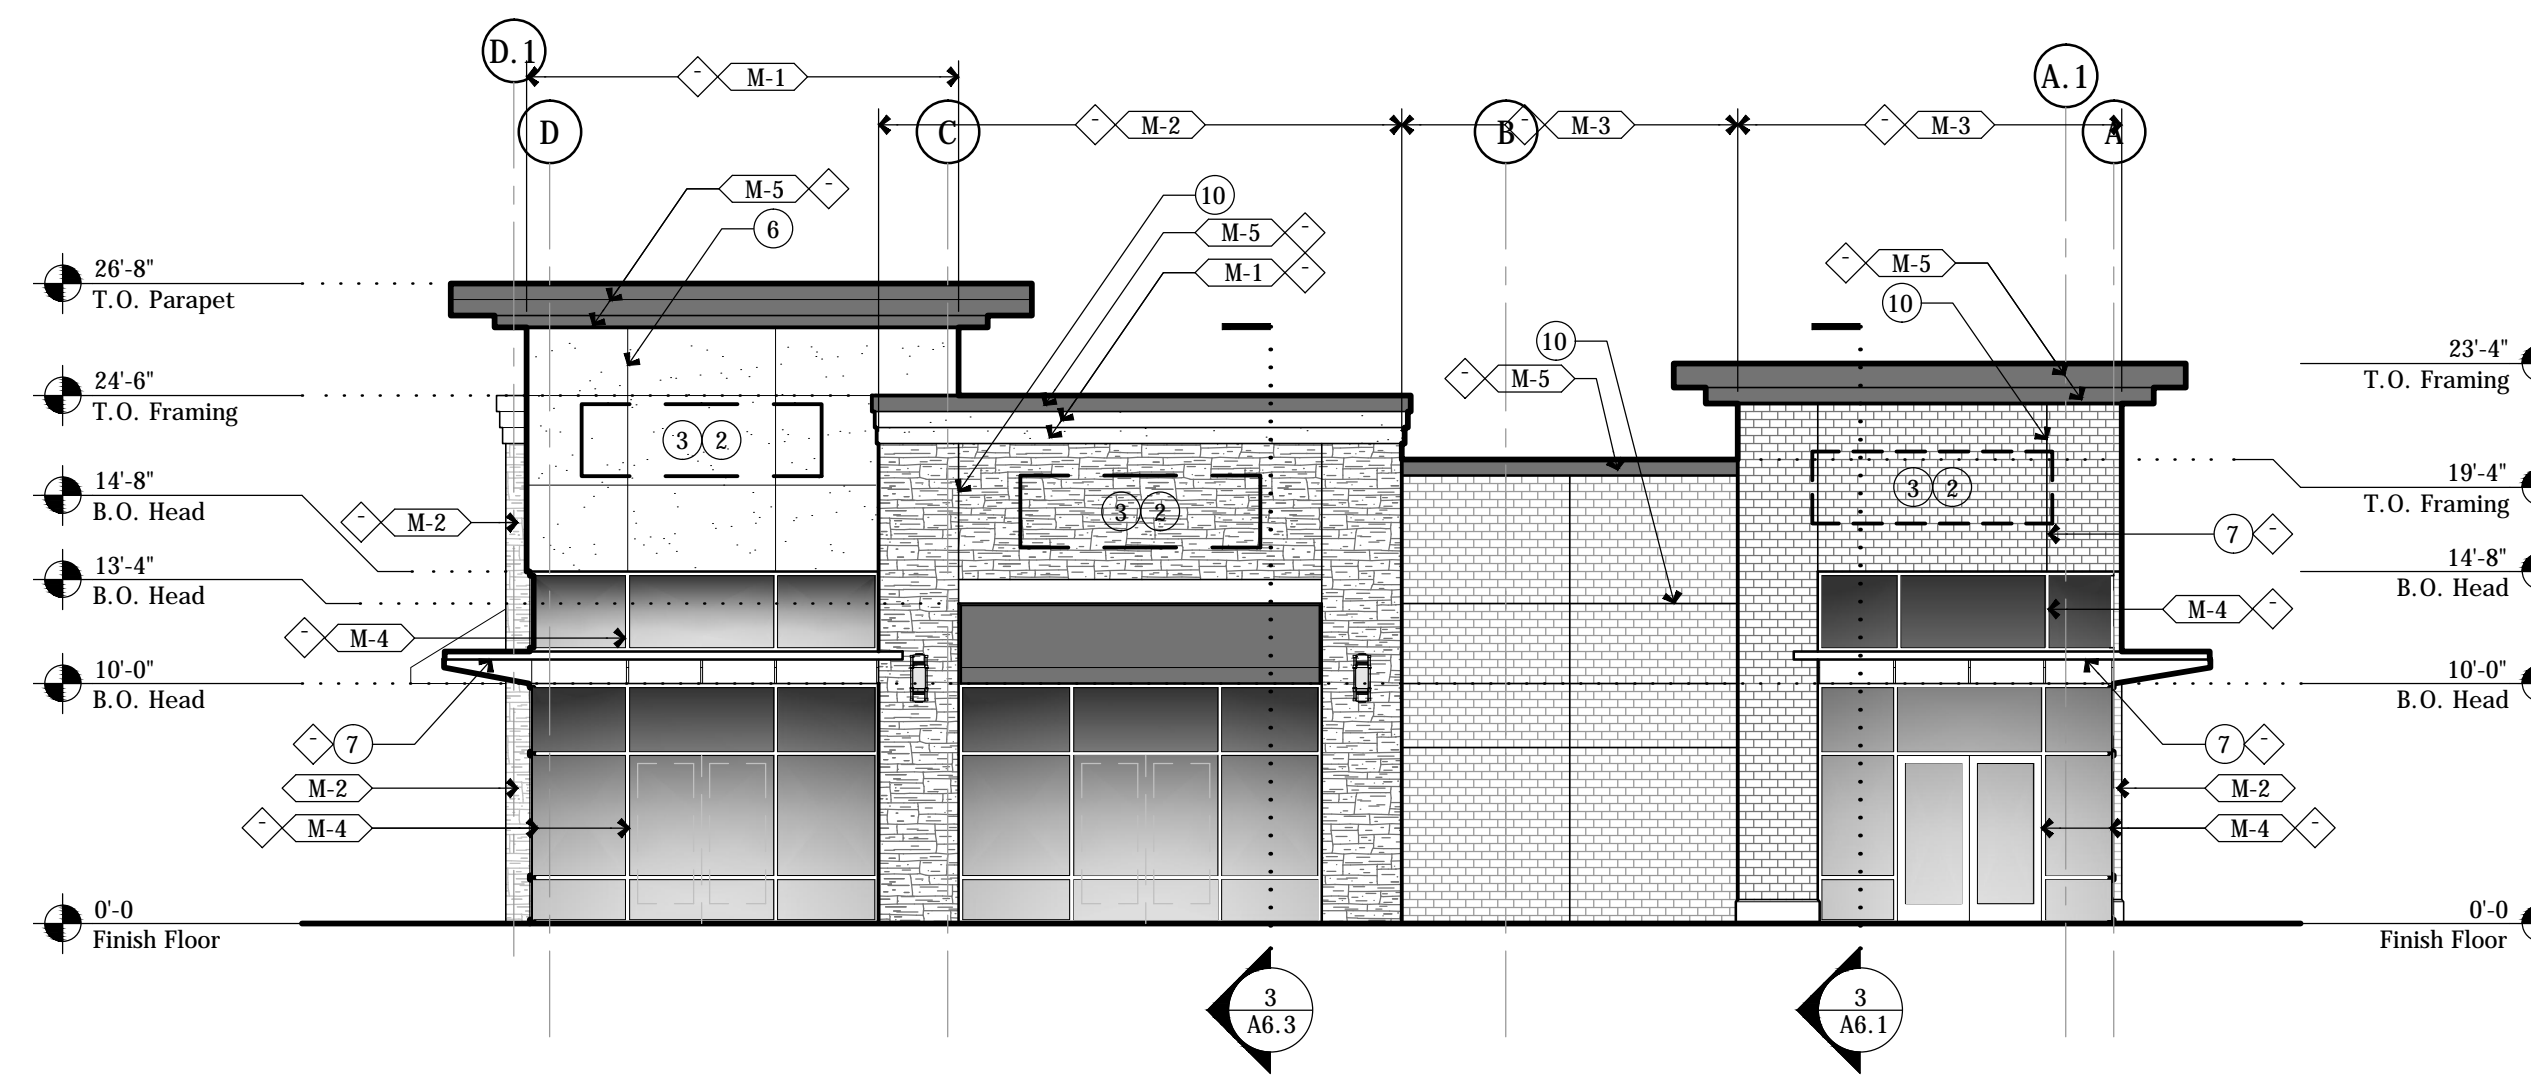 D.1
M-1
A.1
D
C
M-2
B
M-3
M-3
A
M-5
10
6
M-5
M-5
26'-8"
T.O. Parapet
M-1
10
10
23'-4"
T.O. Framing
24'-6"
T.O. Framing
M-5
3 2
14'-8"
B.O. Head
3 2
3 2
19'-4"
T.O. Framing
M-2
7
13'-4"
B.O. Head
14'-8"
B.O. Head
M-4
M-4
10'-0"
B.O. Head
10'-0"
B.O. Head
7
7
M-2
M-2
M-4
M-4
0'-0
Finish Floor
0'-0
Finish Floor
3
A6.3
3
A6.1